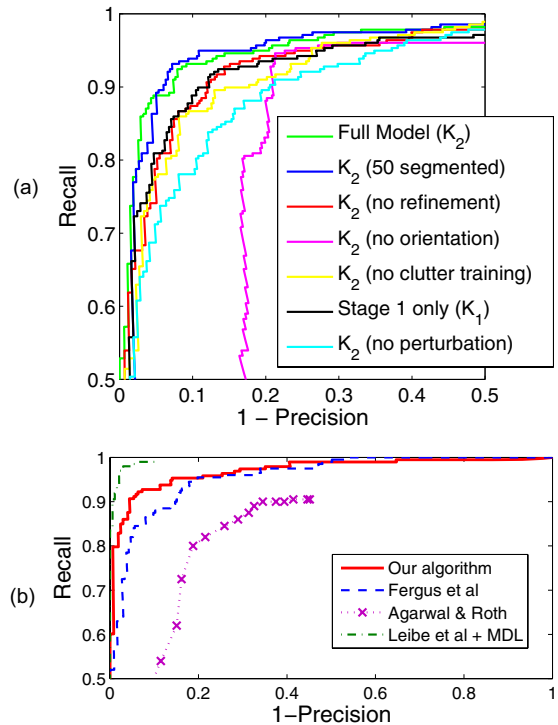 (a)
Recall
1
0.9
0.8
0.7
0.6
0.5
Full Model (K2)
K2 (50 segmented)
K2 (no refinement)
K2 (no orientation)
K2 (no clutter training)
Stage 1 only (K1)
K2 (no perturbation)
0 0.1 0.2 0.3 0.4 0.5
1 − Precision
(b)
Recall
1
0.9
0.8
0.7
0.6
0.5
Our algorithm
Fergus et al
Agarwal & Roth
Leibe et al + MDL
0 0.2 0.4 0.6 0.8 1
1−Precision